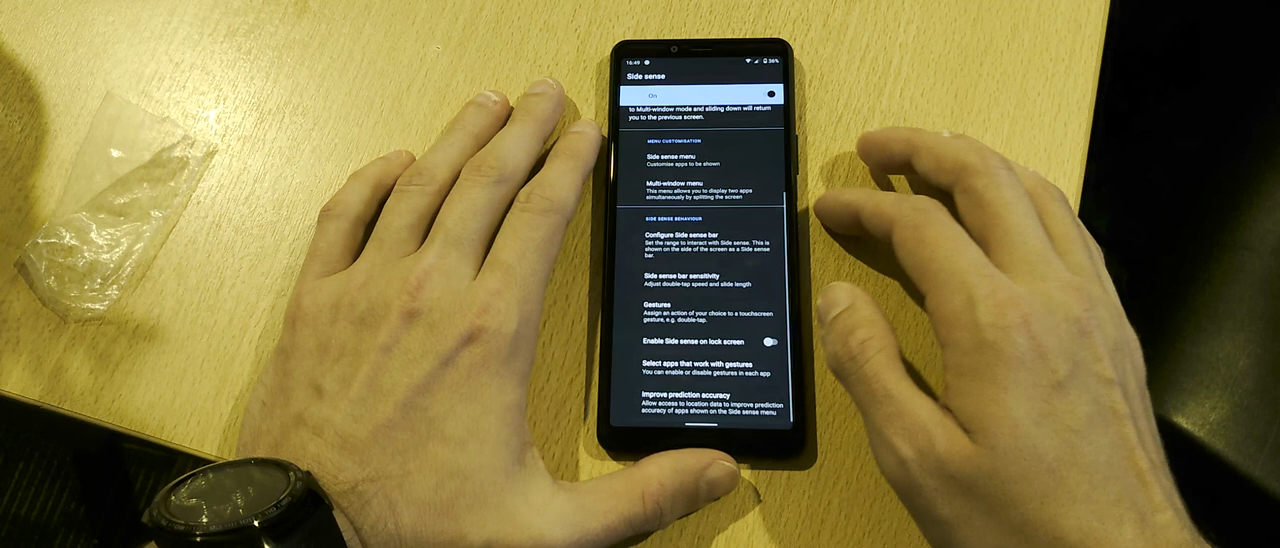 16:49 36%
Side sense
On
to Multi-window mode and sliding down will return
you to the previous screen.
MENU CUSTOMISATION
Side sense menu
Customise apps to be shown
Multi-window menu
This menu allows you to display two apps
simultaneously by splitting the screen
SIDE SENSE BEHAVIOUR
Configure Side sense bar
Set the range to interact with Side sense. This is
shown on the side of the screen as a Side sense
bar.
Side sense bar sensitivity
Adjust double-tap speed and slide length
Gestures
Assign an action of your choice to a touchscreen
gesture, e.g. double-tap.
Enable Side sense on lock screen
Select apps that work with gestures
You can enable or disable gestures in each app
Improve prediction accuracy
Allow access to location data to improve prediction
accuracy of apps shown on the Side sense menu